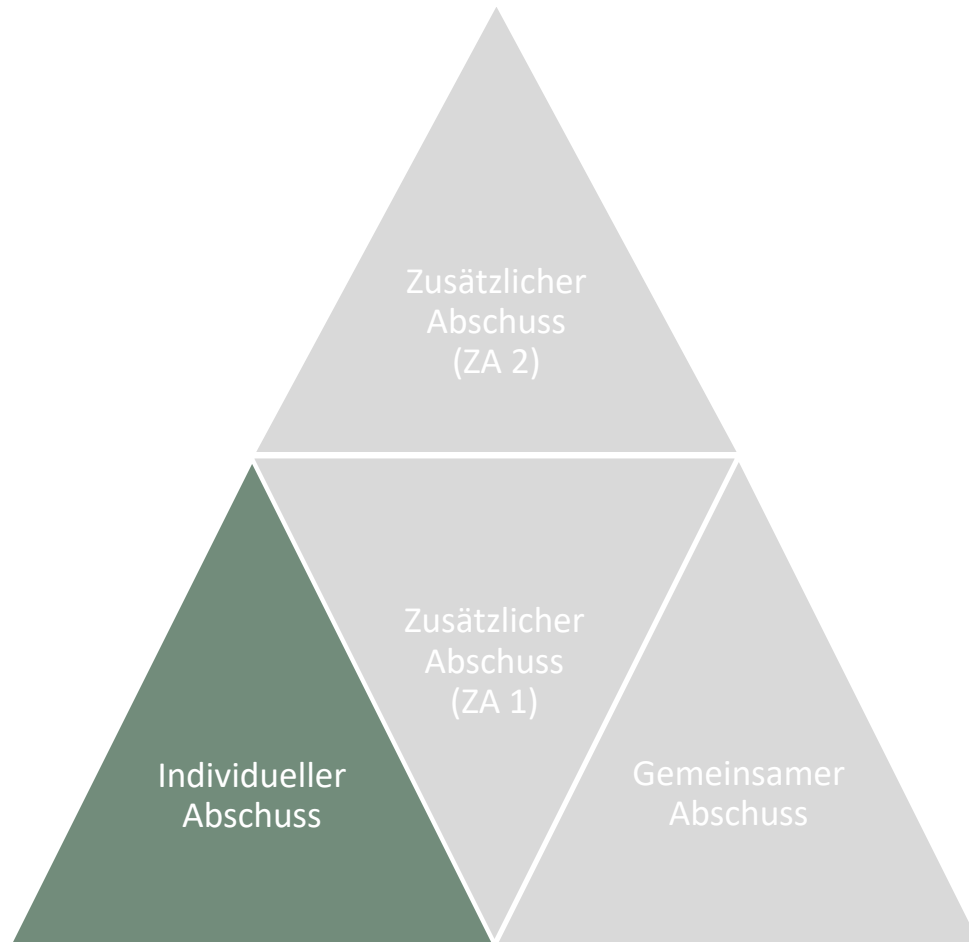 Zusätzlicher
Abschuss
(ZA 2)
Zusätzlicher
Abschuss
(ZA 1)
Individueller
Abschuss
Gemeinsamer
Abschuss